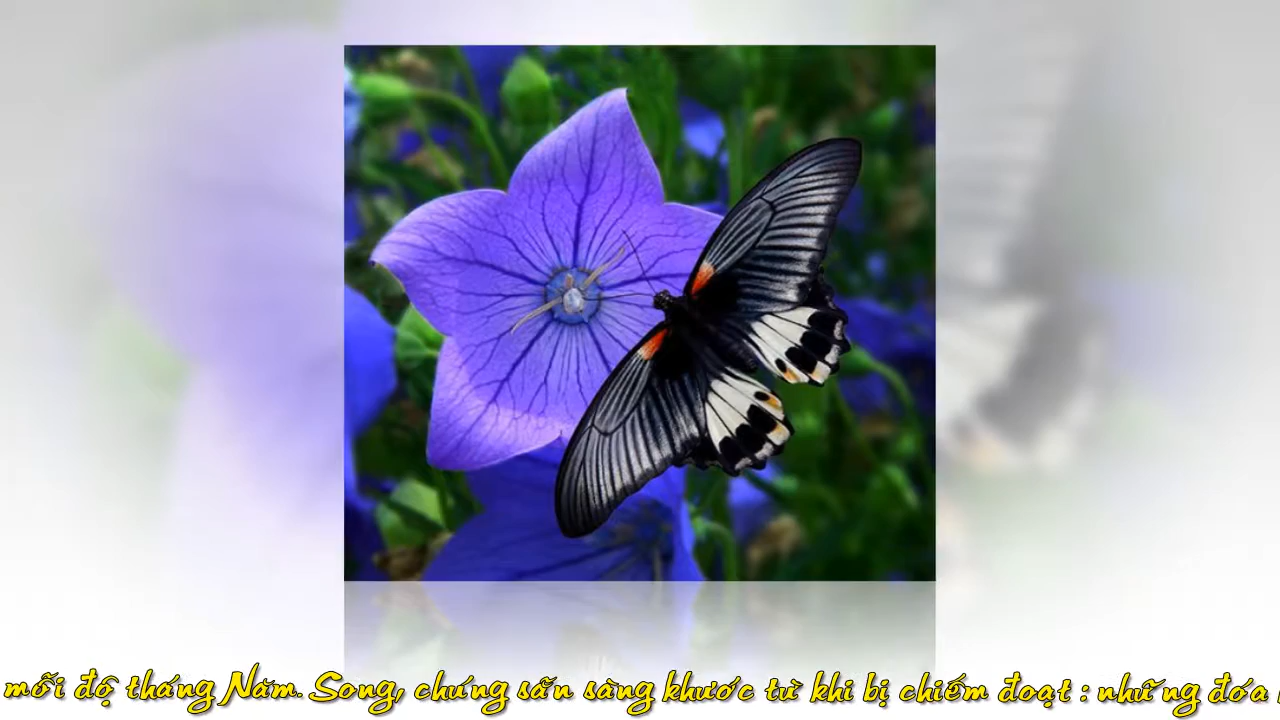 mỗi độ tháng Năm. Song, chúng sẵn sàng khước từ khi bị chiếm đoạt : những đóa